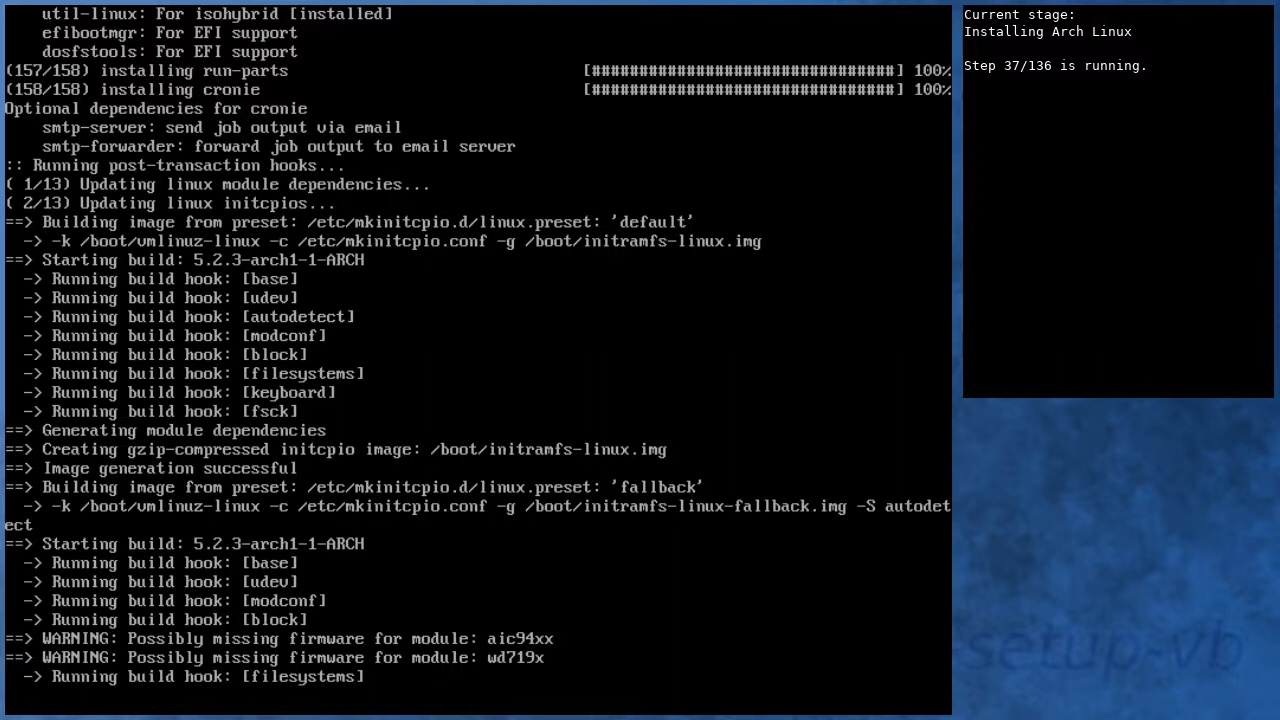 util-linux: For isohybrid [installed]
efibootmgr: For EFI support
dosfstools: For EFI support
(157/158) installing run-parts [################################] 100%
(158/158) installing cronie [################################] 100%
Optional dependencies for cronie
smtp-server: send job output via email
smtp-forwarder: forward job output to email server
:: Running post-transaction hooks...
( 1/13) Updating linux module dependencies...
( 2/13) Updating linux initcpios...
==> Building image from preset: /etc/mkinitcpio.d/linux.preset: 'default'
-> -k /boot/vmlinuz-linux -c /etc/mkinitcpio.conf -g /boot/initramfs-linux.img
==> Starting build: 5.2.3-arch1-1-ARCH
-> Running build hook: [base]
-> Running build hook: [udev]
-> Running build hook: [autodetect]
-> Running build hook: [modconf]
-> Running build hook: [block]
-> Running build hook: [filesystems]
-> Running build hook: [keyboard]
-> Running build hook: [fsck]
==> Generating module dependencies
==> Creating gzip-compressed initcpio image: /boot/initramfs-linux.img
==> Image generation successful
==> Building image from preset: /etc/mkinitcpio.d/linux.preset: 'fallback'
-> -k /boot/vmlinuz-linux -c /etc/mkinitcpio.conf -g /boot/initramfs-linux-fallback.img -S autodet
ect
==> Starting build: 5.2.3-arch1-1-ARCH
-> Running build hook: [base]
-> Running build hook: [udev]
-> Running build hook: [modconf]
-> Running build hook: [block]
==> WARNING: Possibly missing firmware for module: aic94xx
==> WARNING: Possibly missing firmware for module: wd719x
-> Running build hook: [filesystems]
Current stage:
Installing Arch Linux
Step 37/136 is running.
setup-vb